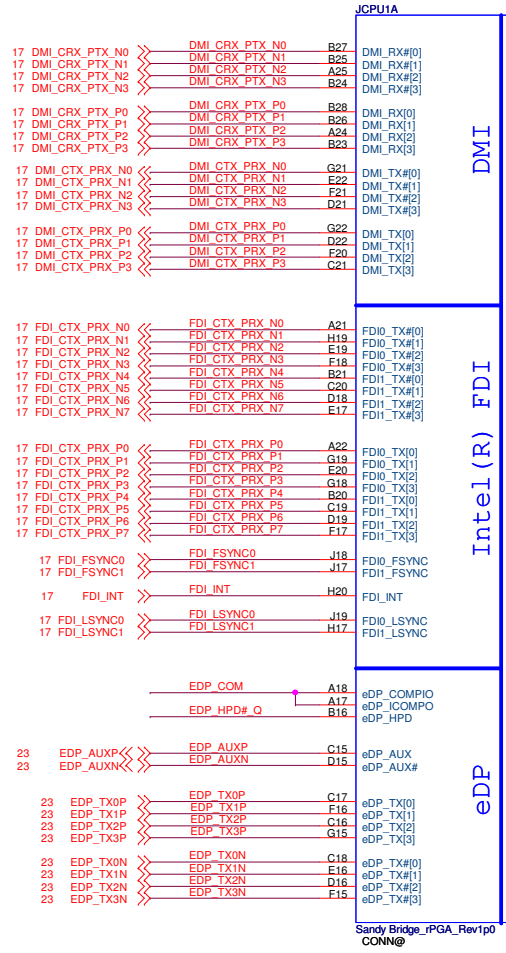 JCPU1A
17 DMI_CRX_PTX_N0 DMI_CRX_PTX_N0 B27 DMI_RX#[0]
17 DMI_CRX_PTX_N1 DMI_CRX_PTX_N1 B25 DMI_RX#[1]
17 DMI_CRX_PTX_N2 DMI_CRX_PTX_N2 A25 DMI_RX#[2]
17 DMI_CRX_PTX_N3 DMI_CRX_PTX_N3 B24 DMI_RX#[3]
17 DMI_CRX_PTX_P0 DMI_CRX_PTX_P0 B28 DMI_RX[0]
17 DMI_CRX_PTX_P1 DMI_CRX_PTX_P1 B26 DMI_RX[1]
17 DMI_CRX_PTX_P2 DMI_CRX_PTX_P2 A24 DMI_RX[2]
17 DMI_CRX_PTX_P3 DMI_CRX_PTX_P3 B23 DMI_RX[3]
DMI
17 DMI_CTX_PRX_N0 DMI_CTX_PRX_N0 G21 DMI_TX#[0]
17 DMI_CTX_PRX_N1 DMI_CTX_PRX_N1 E22 DMI_TX#[1]
17 DMI_CTX_PRX_N2 DMI_CTX_PRX_N2 F21 DMI_TX#[2]
17 DMI_CTX_PRX_N3 DMI_CTX_PRX_N3 D21 DMI_TX#[3]
17 DMI_CTX_PRX_P0 DMI_CTX_PRX_P0 G22 DMI_TX[0]
17 DMI_CTX_PRX_P1 DMI_CTX_PRX_P1 D22 DMI_TX[1]
17 DMI_CTX_PRX_P2 DMI_CTX_PRX_P2 F20 DMI_TX[2]
17 DMI_CTX_PRX_P3 DMI_CTX_PRX_P3 C21 DMI_TX[3]
17 FDI_CTX_PRX_N0 FDI_CTX_PRX_N0 A21 FDI0_TX#[0]
17 FDI_CTX_PRX_N1 FDI_CTX_PRX_N1 H19 FDI0_TX#[1]
17 FDI_CTX_PRX_N2 FDI_CTX_PRX_N2 E19 FDI0_TX#[2]
17 FDI_CTX_PRX_N3 FDI_CTX_PRX_N3 F18 FDI0_TX#[3]
17 FDI_CTX_PRX_N4 FDI_CTX_PRX_N4 B21 FDI1_TX#[0]
17 FDI_CTX_PRX_N5 FDI_CTX_PRX_N5 C20 FDI1_TX#[1]
17 FDI_CTX_PRX_N6 FDI_CTX_PRX_N6 D18 FDI1_TX#[2]
17 FDI_CTX_PRX_N7 FDI_CTX_PRX_N7 E17 FDI1_TX#[3]
Intel(R) FDI
17 FDI_CTX_PRX_P0 FDI_CTX_PRX_P0 A22 FDI0_TX[0]
17 FDI_CTX_PRX_P1 FDI_CTX_PRX_P1 G19 FDI0_TX[1]
17 FDI_CTX_PRX_P2 FDI_CTX_PRX_P2 E20 FDI0_TX[2]
17 FDI_CTX_PRX_P3 FDI_CTX_PRX_P3 G18 FDI0_TX[3]
17 FDI_CTX_PRX_P4 FDI_CTX_PRX_P4 B20 FDI1_TX[0]
17 FDI_CTX_PRX_P5 FDI_CTX_PRX_P5 C19 FDI1_TX[1]
17 FDI_CTX_PRX_P6 FDI_CTX_PRX_P6 D19 FDI1_TX[2]
17 FDI_CTX_PRX_P7 FDI_CTX_PRX_P7 F17 FDI1_TX[3]
17 FDI_FSYNC0 FDI_FSYNC0 J18 FDI0_FSYNC
17 FDI_FSYNC1 FDI_FSYNC1 J17 FDI1_FSYNC
17 FDI_INT FDI_INT H20 FDI_INT
17 FDI_LSYNC0 FDI_LSYNC0 J19 FDI0_LSYNC
17 FDI_LSYNC1 FDI_LSYNC1 H17 FDI1_LSYNC
EDP_COM A18 eDP_COMPIO
A17 eDP_ICOMPO
EDP_HPD#_Q B16 eDP_HPD
23 EDP_AUXP EDP_AUXP C15 eDP_AUX
23 EDP_AUXN EDP_AUXN D15 eDP_AUX#
eDP
23 EDP_TX0P EDP_TX0P C17 eDP_TX[0]
23 EDP_TX1P EDP_TX1P F16 eDP_TX[1]
23 EDP_TX2P EDP_TX2P C16 eDP_TX[2]
23 EDP_TX3P EDP_TX3P G15 eDP_TX[3]
23 EDP_TX0N EDP_TX0N C18 eDP_TX#[0]
23 EDP_TX1N EDP_TX1N E16 eDP_TX#[1]
23 EDP_TX2N EDP_TX2N D16 eDP_TX#[2]
23 EDP_TX3N EDP_TX3N F15 eDP_TX#[3]
Sandy Bridge_rPGA_Rev1p0
CONN@